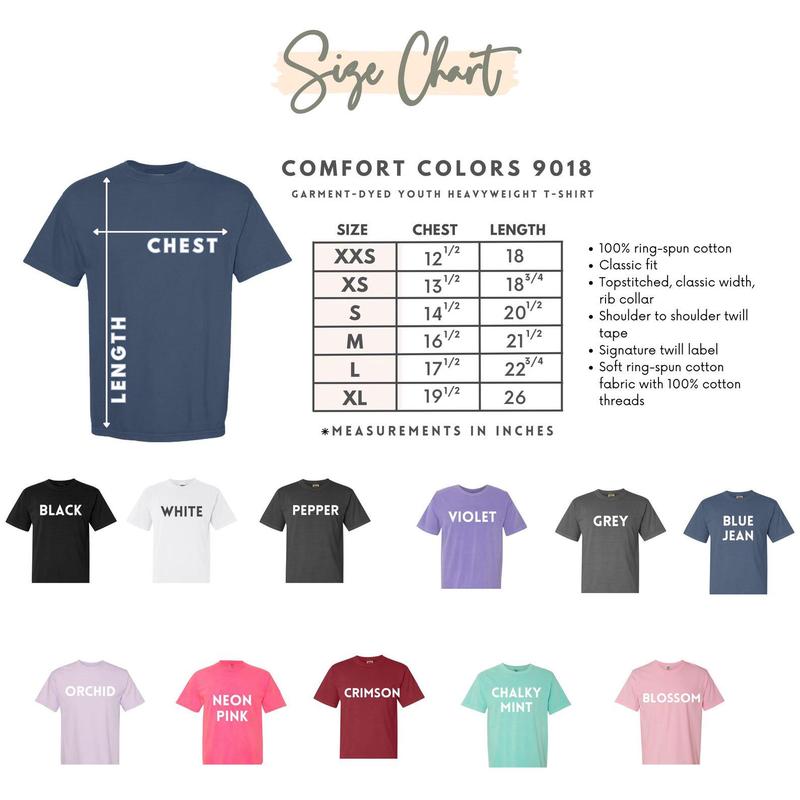 Size Chart
COMFORT COLORS 9018
GARMENT-DYED YOUTH HEAVYWEIGHT T-SHIRT
CHEST
LENGTH
SIZE CHEST LENGTH
XXS 12 1/2 18
XS 13 1/2 18 3/4
S 14 1/2 20 1/2
M 16 1/2 21 1/2
L 17 1/2 22 3/4
XL 19 1/2 26
*MEASUREMENTS IN INCHES
• 100% ring-spun cotton
• Classic fit
• Topstitched, classic width,
rib collar
• Shoulder to shoulder twill
tape
• Signature twill label
• Soft ring-spun cotton
fabric with 100% cotton
threads
BLACK
WHITE
PEPPER
VIOLET
GREY
BLUE
JEAN
ORCHID
NEON
PINK
CRIMSON
CHALKY
MINT
BLOSSOM